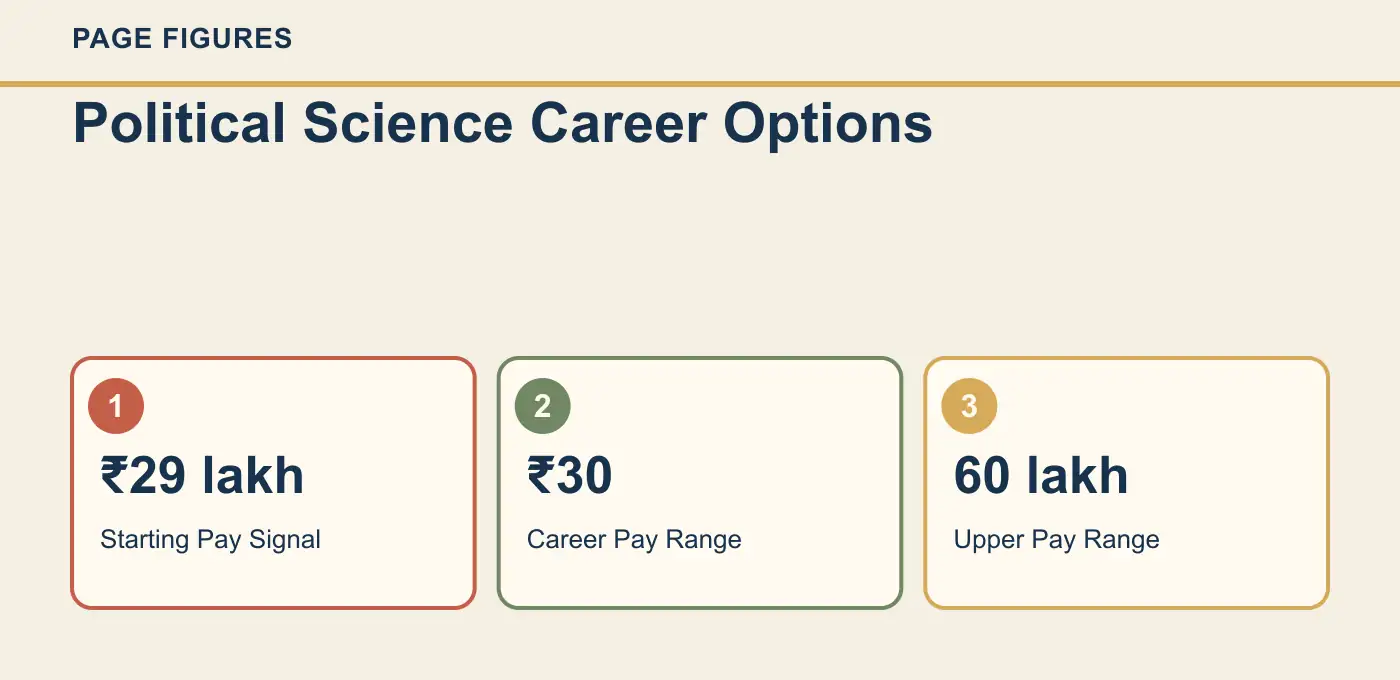 PAGE FIGURES
Political Science Career Options
1
₹29 lakh
Starting Pay Signal
2
₹30
Career Pay Range
3
60 lakh
Upper Pay Range